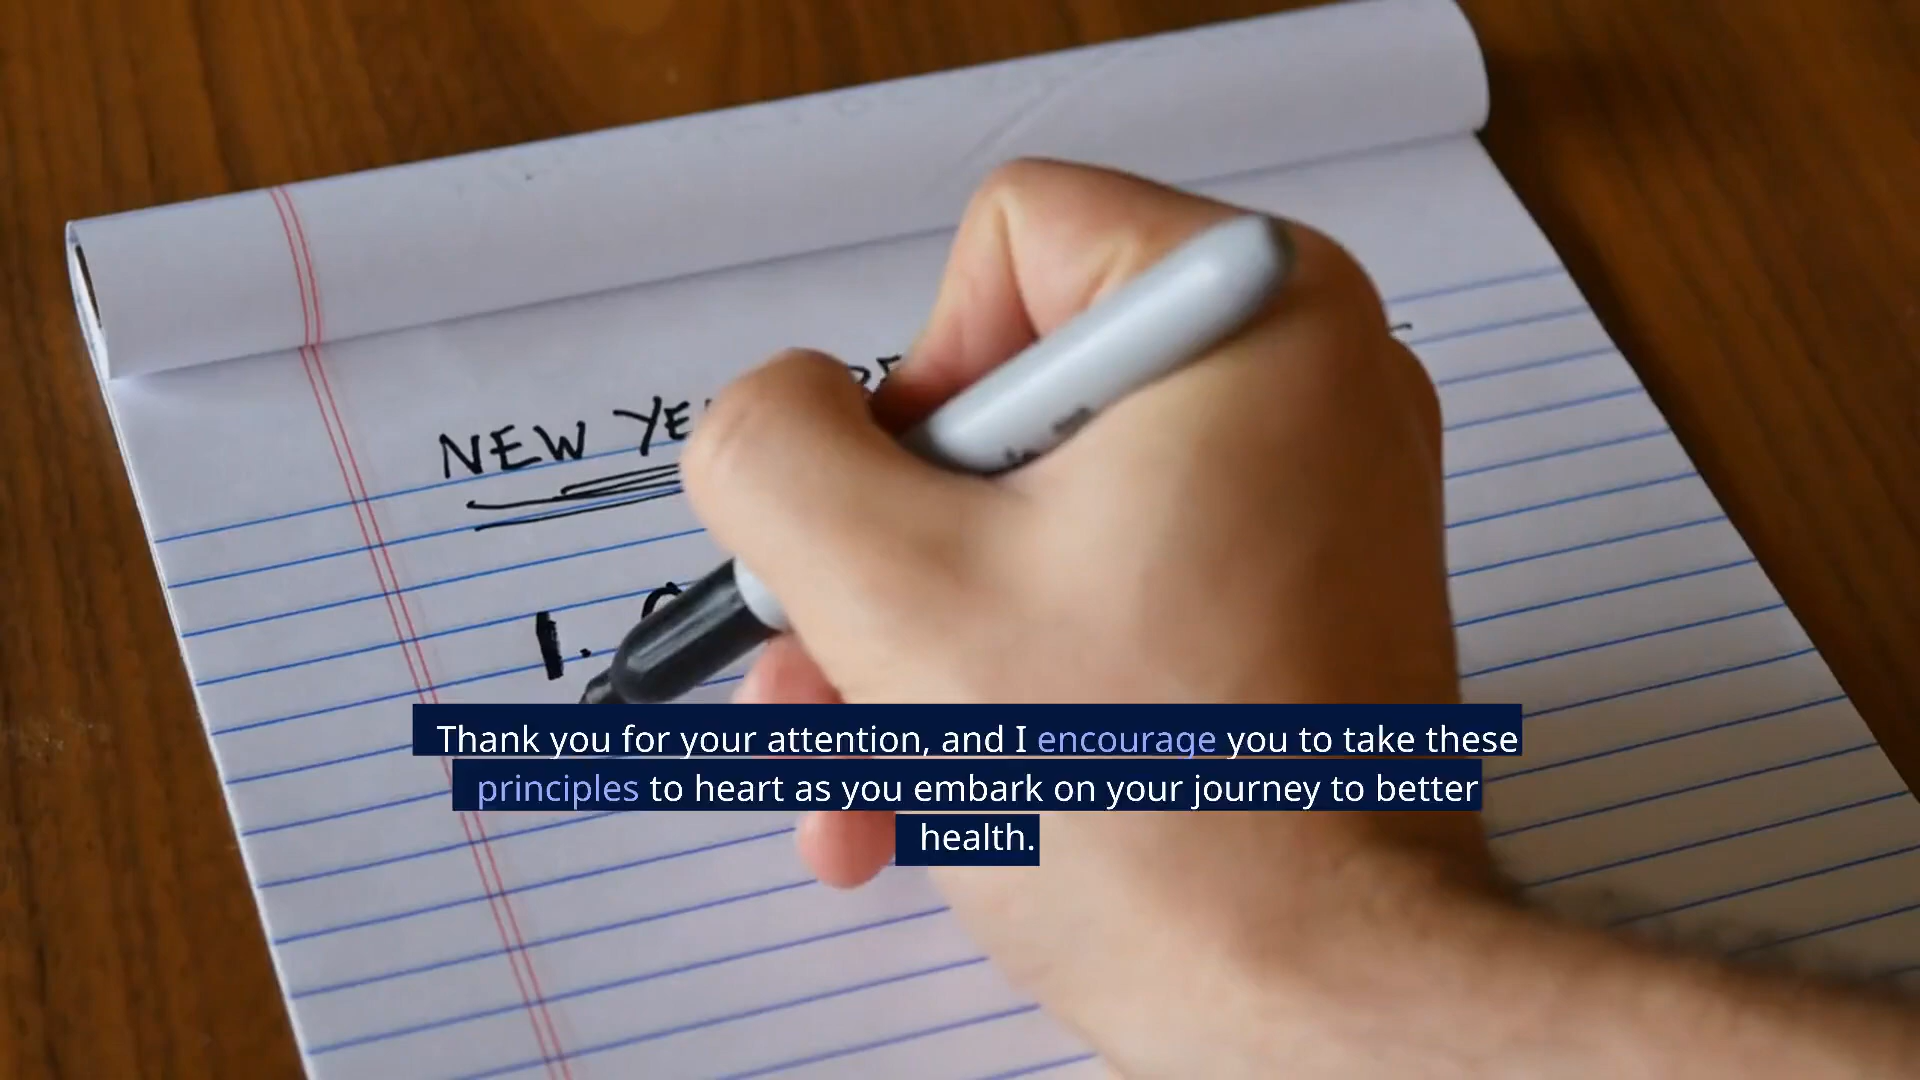 NEW
1.
Thank you for your attention, and I encourage you to take these
principles to heart as you embark on your journey to better
health.